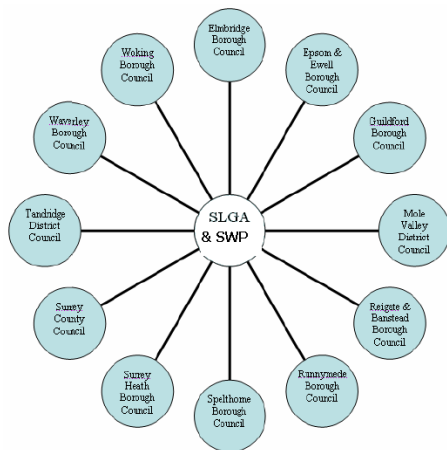 Elmbridge
Borough
Council
Epsom &
Ewell
Borough
Council
Guildford
Borough
Council
Mole
Valley
District
Council
Reigate &
Banstead
Borough
Council
Runnymede
Borough
Council
Spelthorne
Borough
Council
Surrey
Heath
Borough
Council
Surrey
County
Council
Tandridge
District
Council
Waverley
Borough
Council
Woking
Borough
Council
SLGA
& SWP